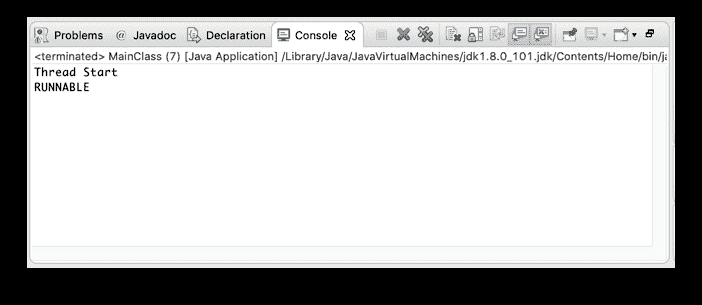 Problems @ Javadoc Declaration Console
<terminated> MainClass (7) [Java Application] /Library/Java/JavaVirtualMachines/jdk1.8.0_101.jdk/Contents/Home/bin/ja
Thread Start
RUNNABLE